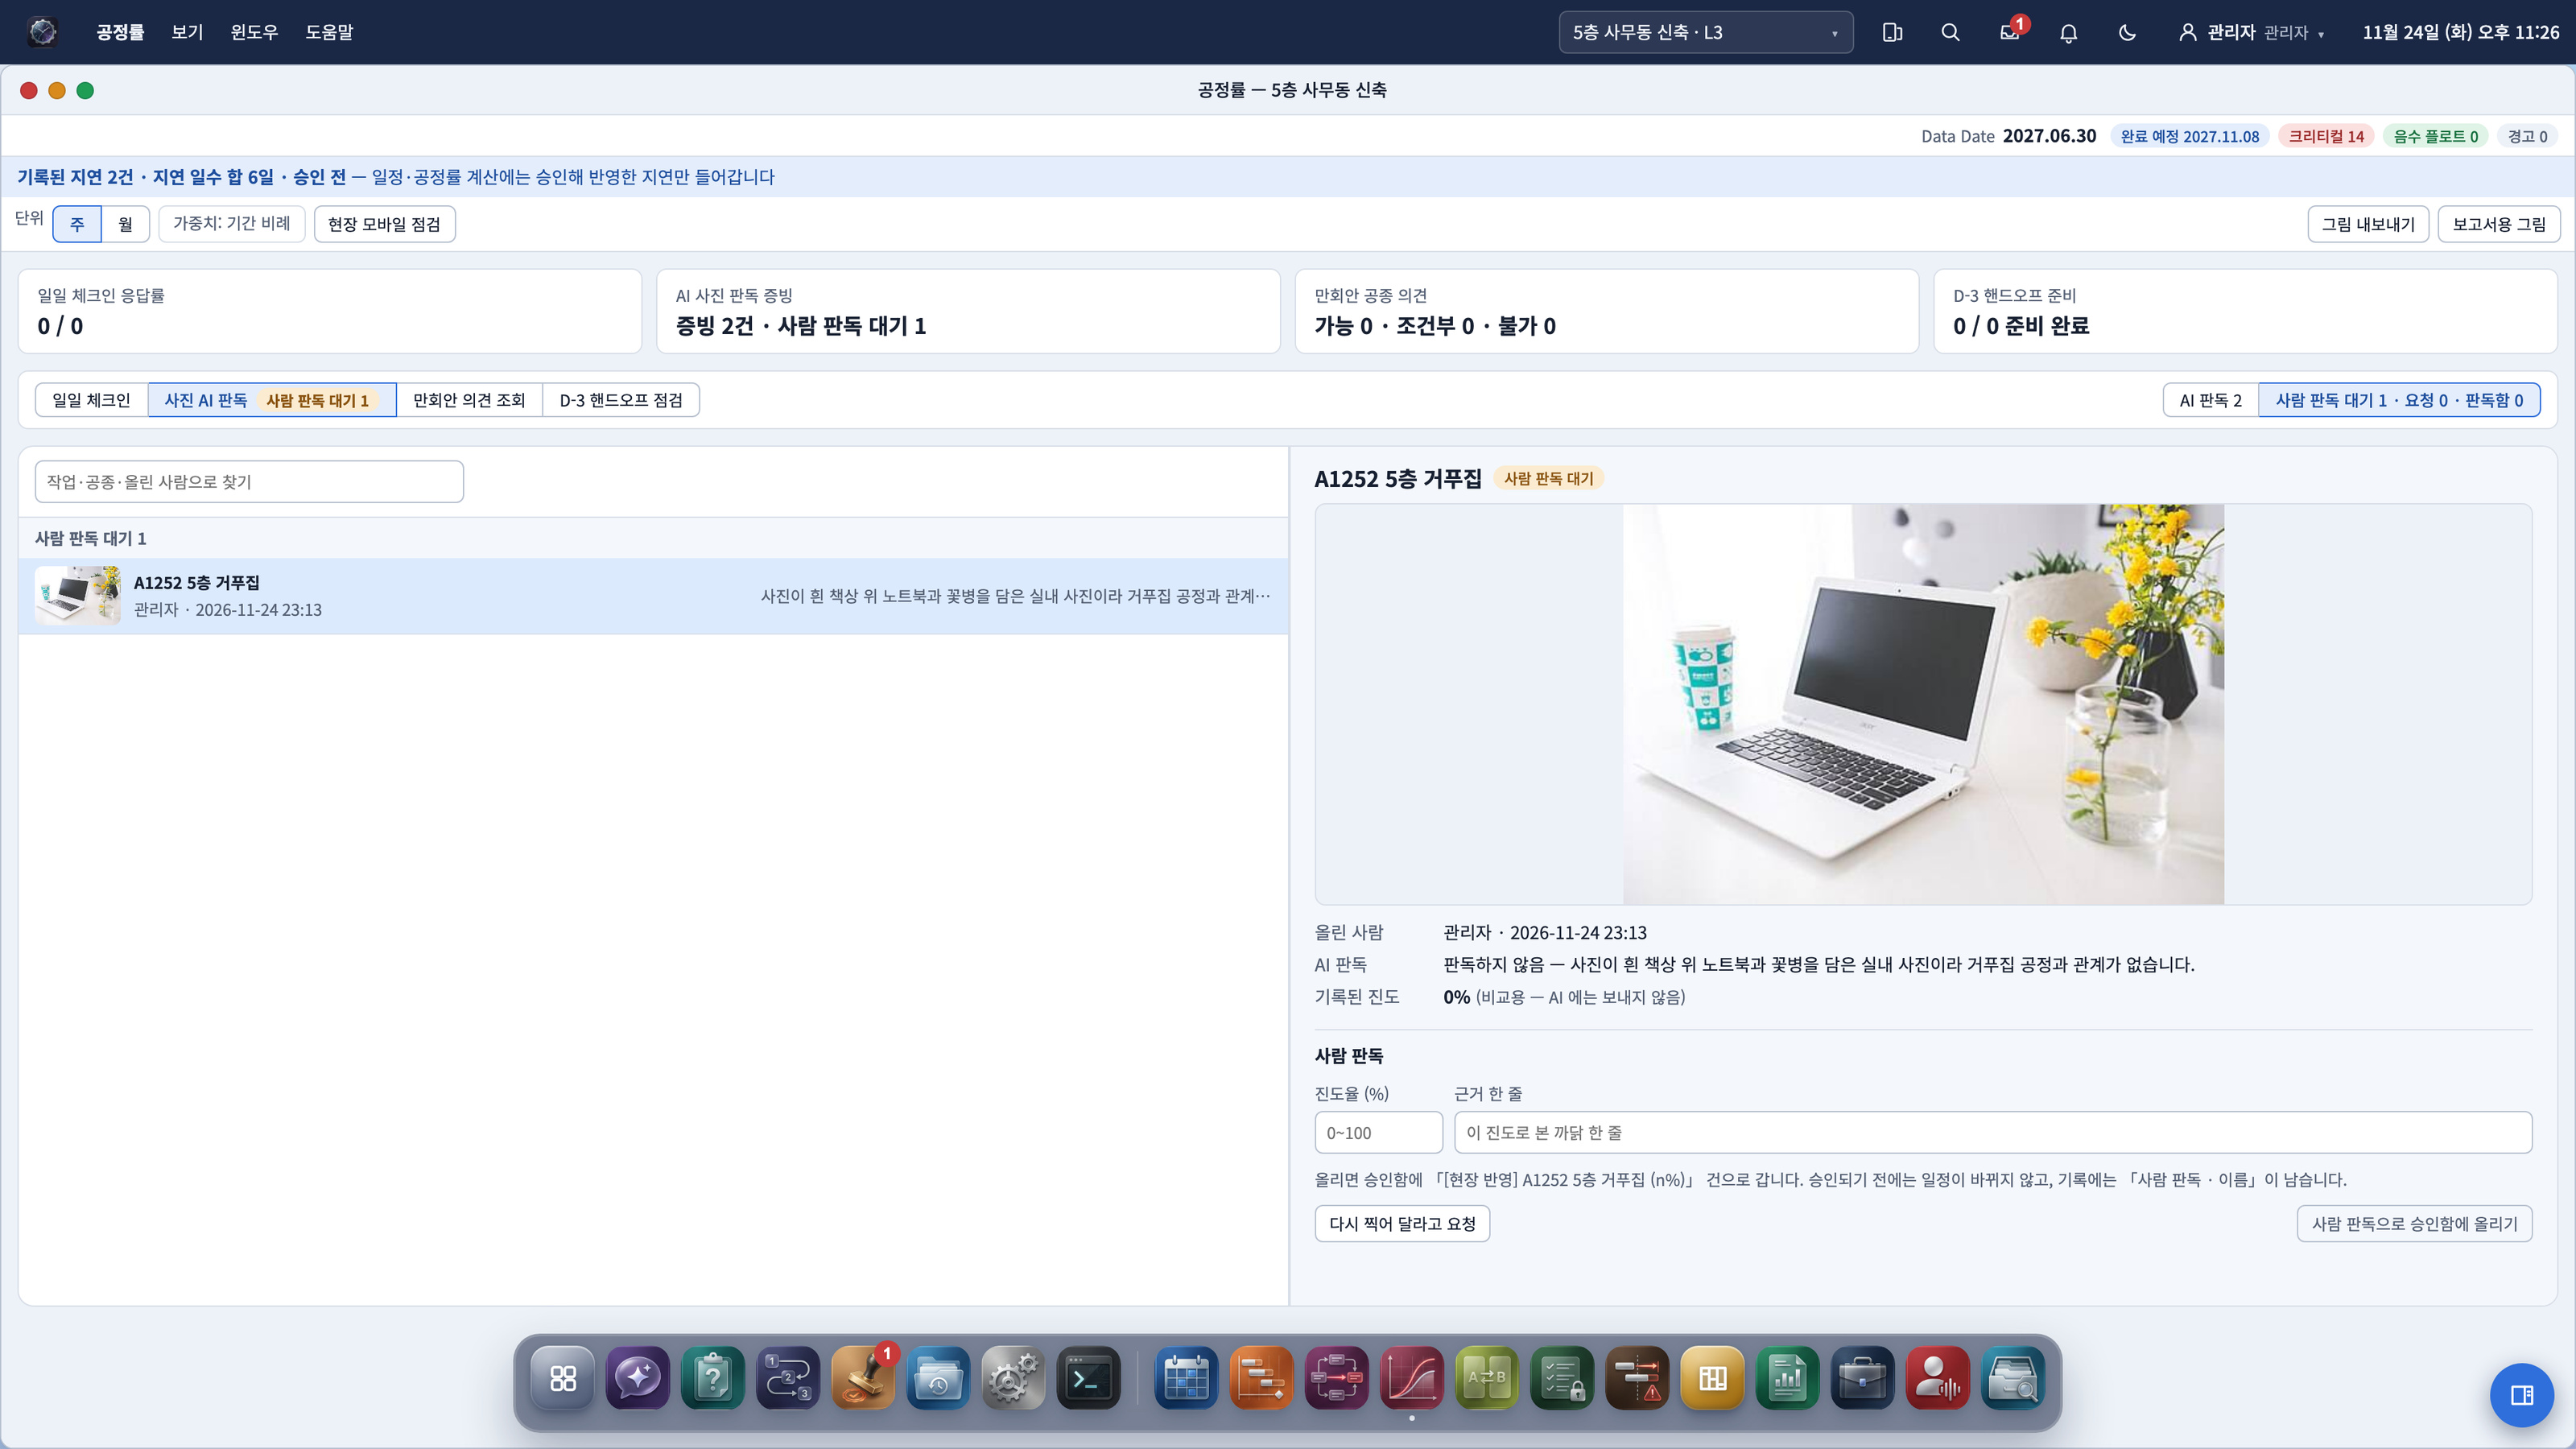 공정률 보기 윈도우 도움말 5층 사무동 신축 · L3 1 관리자 관리자 11월 24일 (화) 오후 11:26
공정률 — 5층 사무동 신축
Data Date 2027.06.30 완료 예정 2027.11.08 크리티컬 14 음수 플로트 0 경고 0
기록된 지연 2건 · 지연 일수 합 6일 · 승인 전 — 일정·공정률 계산에는 승인해 반영한 지연만 들어갑니다
단위 주 월 가중치: 기간 비례 현장 모바일 점검 그림 내보내기 보고서용 그림
일일 체크인 응답률
0 / 0
AI 사진 판독 증빙
증빙 2건 · 사람 판독 대기 1
만회안 공종 의견
가능 0 · 조건부 0 · 불가 0
D-3 핸드오프 준비
0 / 0 준비 완료
일일 체크인 사진 AI 판독 사람 판독 대기 1 만회안 의견 조회 D-3 핸드오프 점검 AI 판독 2 사람 판독 대기 1 · 요청 0 · 판독함 0
작업·공종·올린 사람으로 찾기
사람 판독 대기 1
A1252 5층 거푸집
관리자 · 2026-11-24 23:13
사진이 흰 책상 위 노트북과 꽃병을 담은 실내 사진이라 거푸집 공정과 관계…
A1252 5층 거푸집 사람 판독 대기
acer
올린 사람 관리자 · 2026-11-24 23:13
AI 판독 판독하지 않음 — 사진이 흰 책상 위 노트북과 꽃병을 담은 실내 사진이라 거푸집 공정과 관계가 없습니다.
기록된 진도 0% (비교용 — AI 에는 보내지 않음)
사람 판독
진도율 (%) 근거 한 줄
0~100 이 진도로 본 까닭 한 줄
올리면 승인함에 「[현장 반영] A1252 5층 거푸집 (n%)」 건으로 갑니다. 승인되기 전에는 일정이 바뀌지 않고, 기록에는 「사람 판독 · 이름」이 남습니다.
다시 찍어 달라고 요청 사람 판독으로 승인함에 올리기
? 1 2 3 1 A⇄B